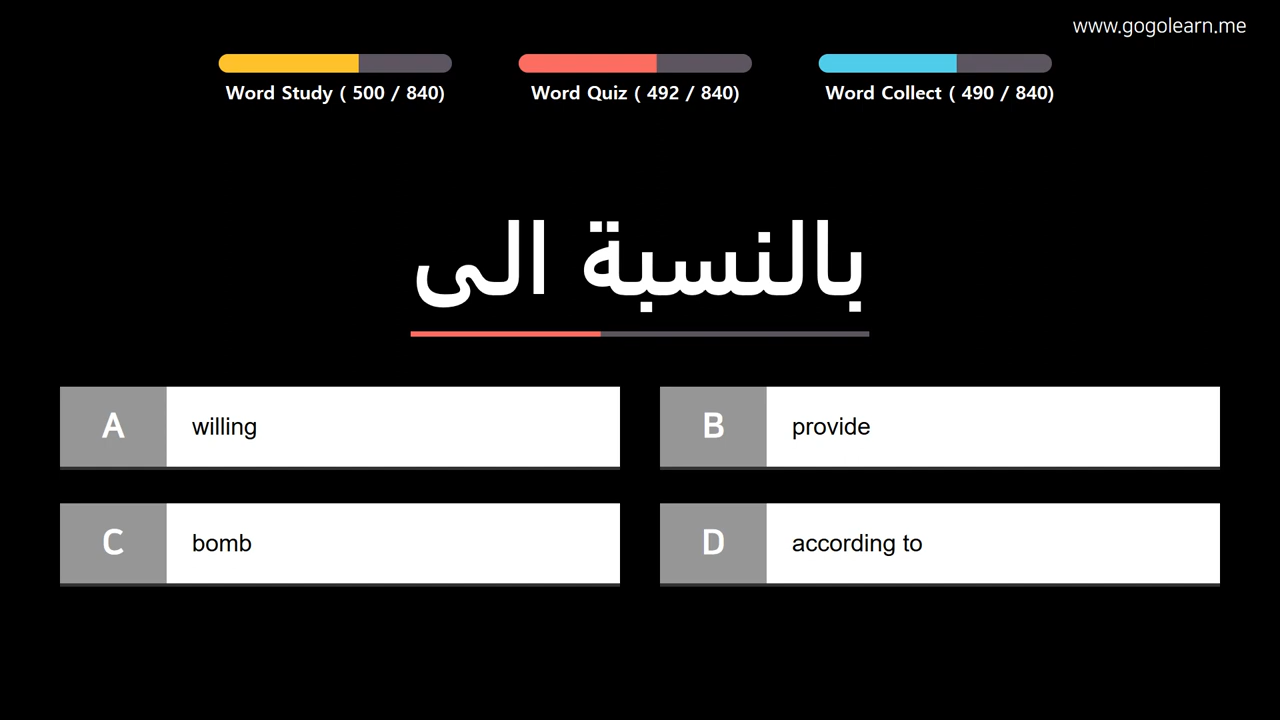 www.gogolearn.me
Word Study ( 500 / 840)
Word Quiz ( 492 / 840)
Word Collect ( 490 / 840)
بالنسبة الى
A willing
B provide
C bomb
D according to